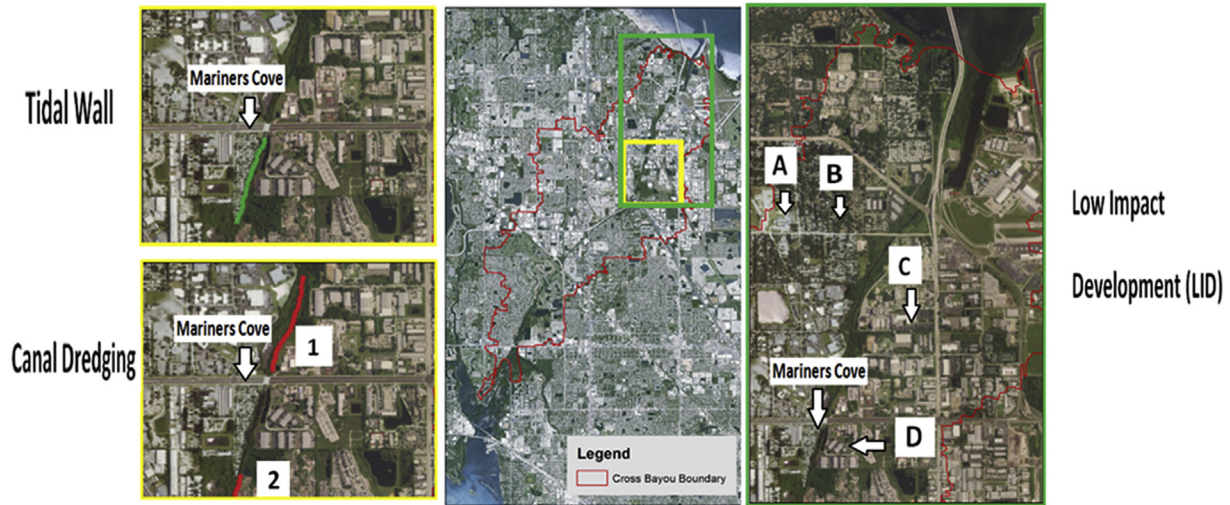 Tidal Wall
Mariners Cove
Canal Dredging
Mariners Cove
1
2
Legend
Cross Bayou Boundary
A
B
C
Mariners Cove
D
Low Impact
Development (LID)